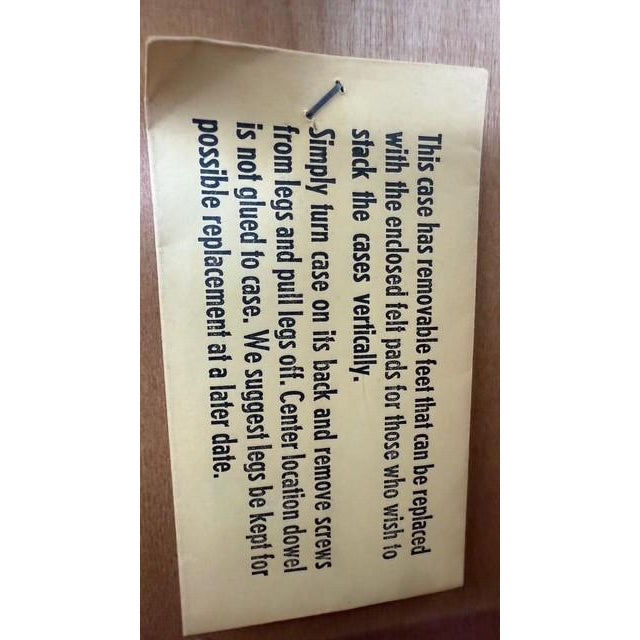 This case has removable feet that can be replaced
with the enclosed felt pads for those who wish to
stack the cases vertically.
Simply turn case on its back and remove screws
from legs and pull legs off. Center location dowel
is not glued to case. We suggest legs be kept for
possible replacement at a later date.